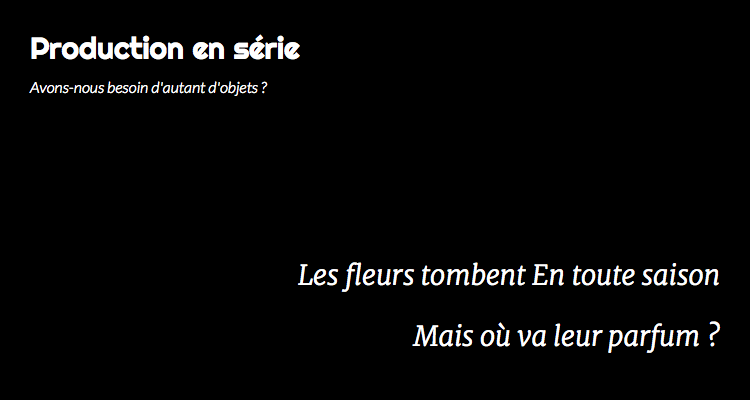 Production en série
Avons-nous besoin d'autant d'objets ?
Les fleurs tombent En toute saison
Mais où va leur parfum ?